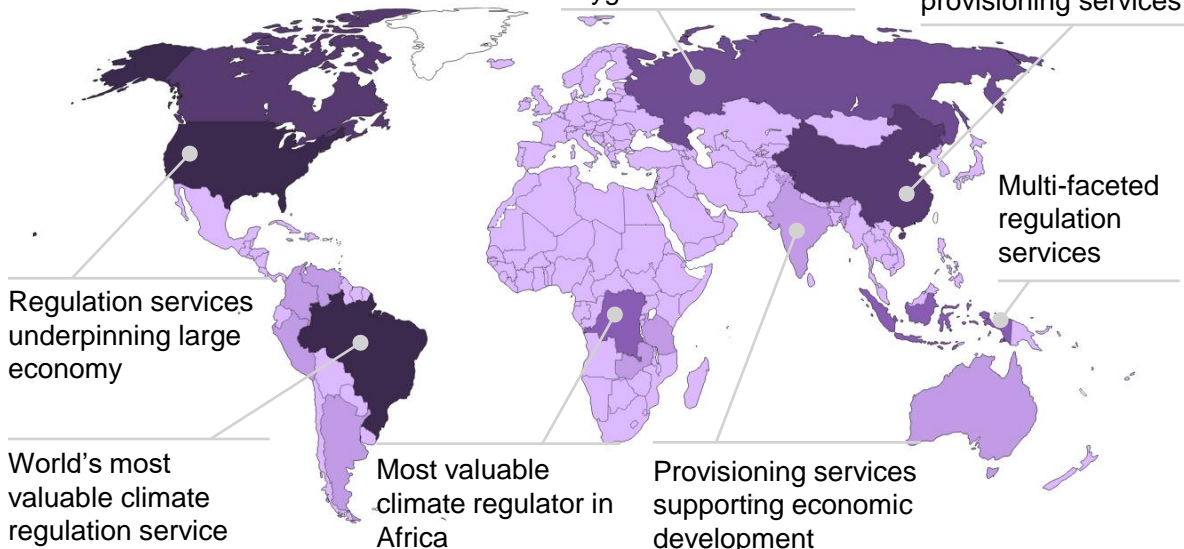 provisioning services
Multi-faceted
regulation
services
Regulation services
underpinning large
economy
World's most
valuable climate
regulation service
Most valuable
climate regulator in
Africa
Provisioning services
supporting economic
development